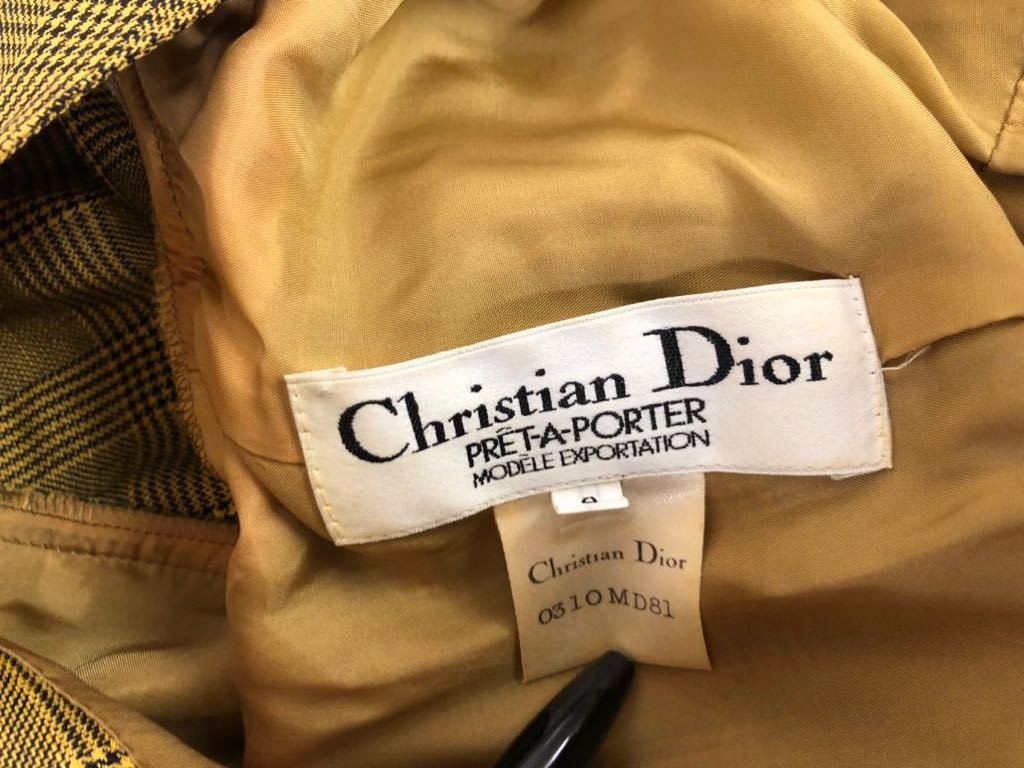 Christian Dior
PRÊT-A-PORTER
MODÈLE EXPORTATION
Christian Dior
0310MD81